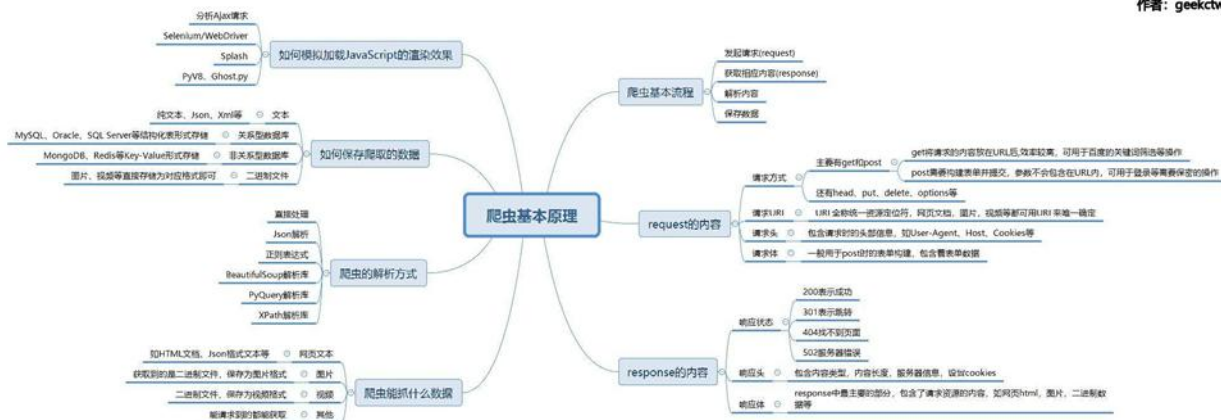 作者：geekctw
爬虫基本原理
爬虫基本流程
发起请求(request)
获取相应内容(response)
解析内容
保存数据
request的内容
请求方式
主要有get和post
get将请求的内容放在URL后,效率较高，可用于百度的关键词筛选等操作
post需要构建表单并提交，参数不会包含在URL内，可用于登录等需要保密的操作
还有head、put、delete、options等
请求URL
URL全称统一资源定位符，网页文档，图片，视频等都可用URL来唯一确定
请求头
包含请求时的头部信息，如User-Agent、Host、Cookies等
请求体
一般用于post时的表单构建，包含着表单数据
response的内容
响应状态
200表示成功
301表示跳转
404找不到页面
502服务器错误
响应头
包含内容类型，内容长度，服务器信息，设如cookies
响应体
response中最主要的部分，包含了请求资源的内容，如网页html，图片，二进制数
据等
如何模拟加载JavaScript的渲染效果
分析Ajax请求
Selenium/WebDriver
Splash
PyV8、Ghost.py
如何保存爬取的数据
文本
纯文本、Json、Xml等
关系型数据库
MySQL、Oracle、SQL Server等结构化表形式存储
非关系型数据库
MongoDB、Redis等Key-Value形式存储
二进制文件
图片，视频等直接存储为对应格式即可
爬虫的解析方式
直接处理
Json解析
正则表达式
BeautifulSoup解析库
PyQuery解析库
XPath解析库
爬虫能抓什么数据
网页文本
如HTML文档、Json格式文本等
图片
获取到的是二进制文件，保存为图片格式
视频
二进制文件，保存为视频格式
其他
能请求到的都能获取